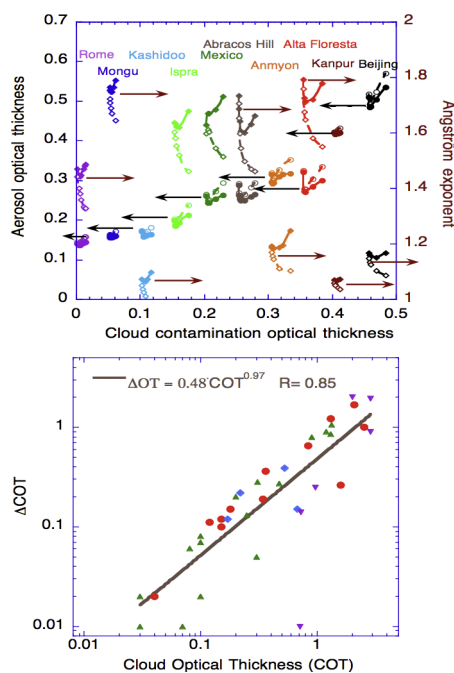 Aerosol optical thickness
0.7
0.6
0.5
0.4
0.3
0.2
0.1
0
Rome
Kashidoo
Mongu
Ispra
Mexico
Abracos Hill
Alta Floresta
Anmyon
Kanpur
Beijing
2
1.8
1.6
1.4
1.2
1
Angström exponent
0 0.1 0.2 0.3 0.4 0.5
Cloud contamination optical thickness
ΔOT = 0.48*COT^0.97 R= 0.85
ΔCOT
1
0.1
0.01
0.01 0.1 1
Cloud Optical Thickness (COT)